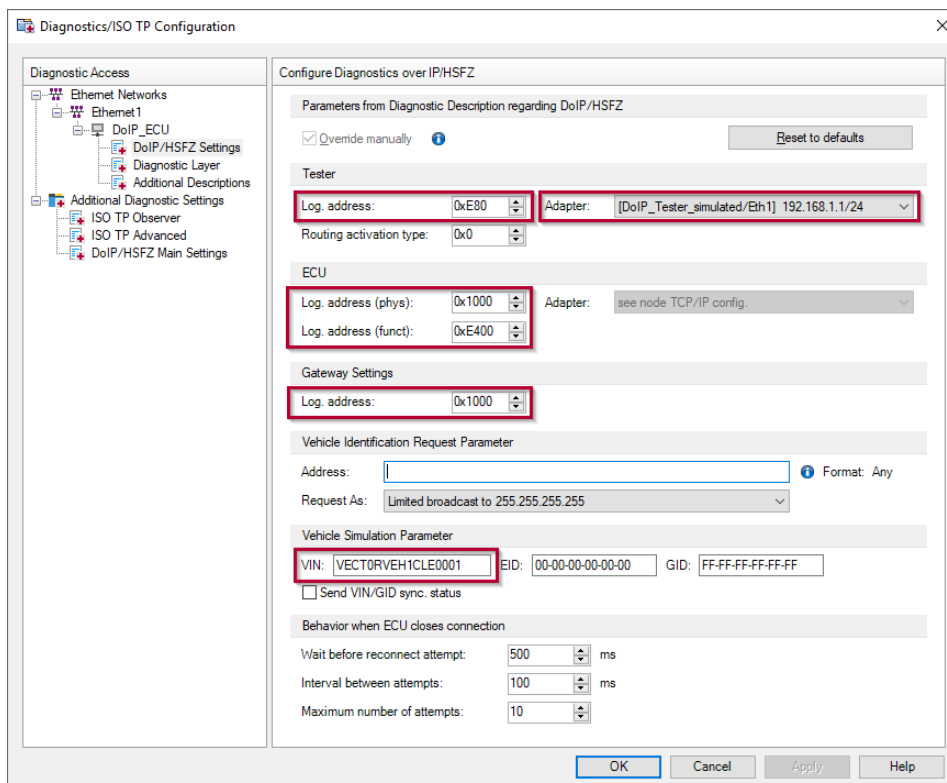 Diagnostics/ISO TP Configuration
Diagnostic Access
Ethernet Networks
Ethernet1
DoIP_ECU
DoIP/HSFZ Settings
Diagnostic Layer
Additional Descriptions
Additional Diagnostic Settings
ISO TP Observer
ISO TP Advanced
DoIP/HSFZ Main Settings
Configure Diagnostics over IP/HSFZ
Parameters from Diagnostic Description regarding DoIP/HSFZ
Override manually
Reset to defaults
Tester
Log. address: 0xE80 Adapter: [DoIP_Tester_simulated/Eth1] 192.168.1.1/24
Routing activation type: 0x0
ECU
Log. address (phys): 0x1000 Adapter: see node TCP/IP config.
Log. address (funct): 0xE400
Gateway Settings
Log. address: 0x1000
Vehicle Identification Request Parameter
Address: Format: Any
Request As: Limited broadcast to 255.255.255.255
Vehicle Simulation Parameter
VIN: VECT0RVEH1CLE0001 EID: 00-00-00-00-00-00 GID: FF-FF-FF-FF-FF-FF
Send VIN/GID sync. status
Behavior when ECU closes connection
Wait before reconnect attempt: 500 ms
Interval between attempts: 100 ms
Maximum number of attempts: 10
OK Cancel Apply Help